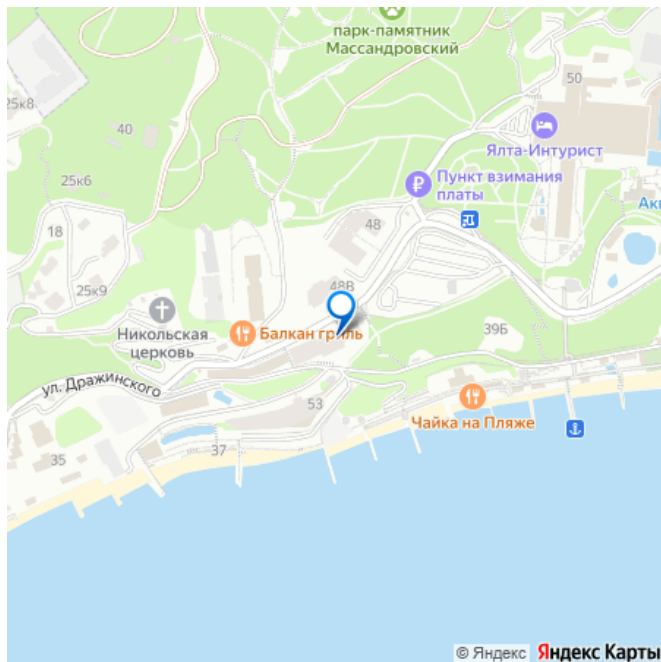 парк-памятник
Массандровский
50
25к8
40
Ялта-Интурист
Пункт взимания
платы
25к6
Акв
18
48
25к9
48В
39Б
Никольская
церковь
Балкан гриль
ул. Дражинского
53
Чайка на Пляже
37
35
© Яндекс Яндекс Карты